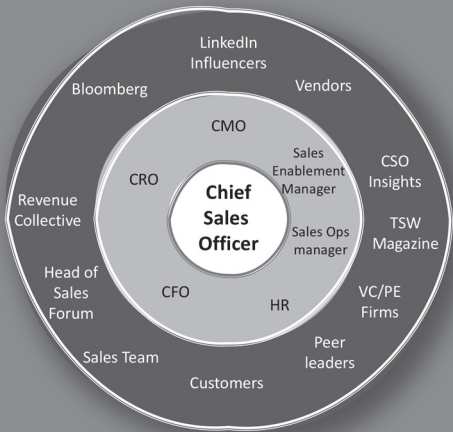 LinkedIn
Influencers
Bloomberg
Vendors
CMO
Sales
Enablement
Manager
CSO
Insights
CRO
Chief
Sales
Officer
Revenue
Collective
Sales Ops
manager
TSW
Magazine
Head of
Sales
Forum
CFO
HR
VC/PE
Firms
Sales Team
Peer
leaders
Customers